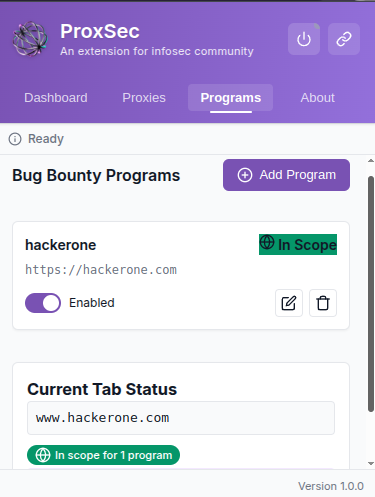 ProxSec
An extension for infosec community
Dashboard
Proxies
Programs
About
Ready
Bug Bounty Programs
Add Program
hackerone
In Scope
https://hackerone.com
Enabled
Current Tab Status
www.hackerone.com
In scope for 1 program
Version 1.0.0